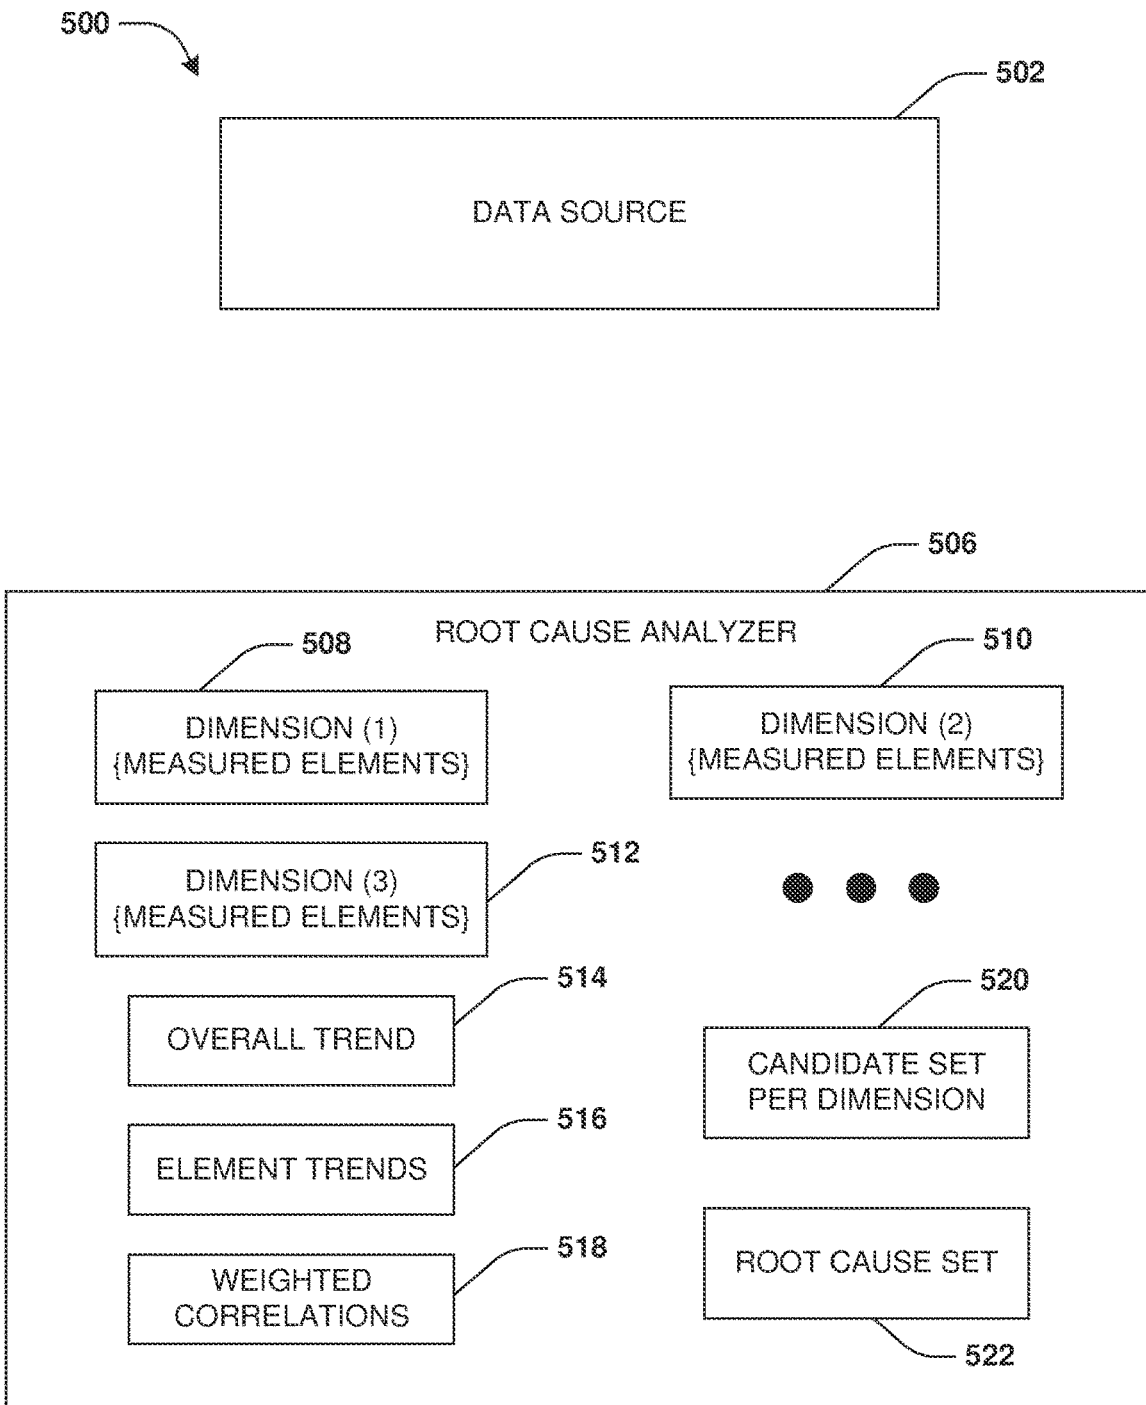 500
502
DATA SOURCE
506
ROOT CAUSE ANALYZER
508
DIMENSION (1)
{MEASURED ELEMENTS}
510
DIMENSION (2)
{MEASURED ELEMENTS}
512
DIMENSION (3)
{MEASURED ELEMENTS}
514
OVERALL TREND
516
ELEMENT TRENDS
518
WEIGHTED
CORRELATIONS
520
CANDIDATE SET
PER DIMENSION
ROOT CAUSE SET
522